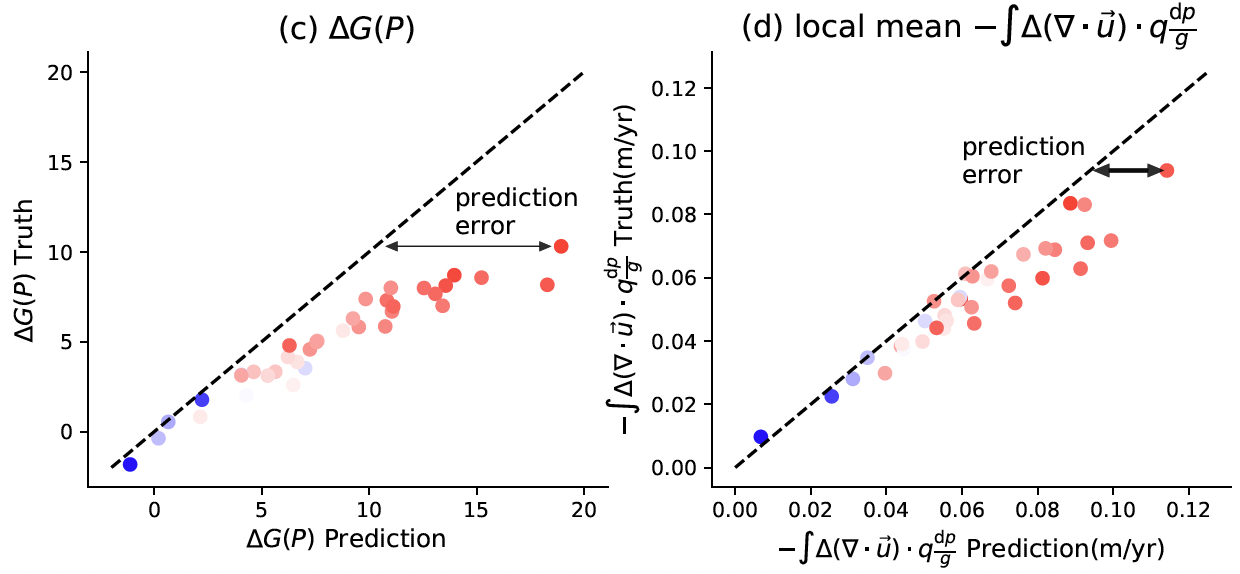 (c) ΔG(P)
20
15
10
5
0
ΔG(P) Truth
prediction
error
0
5
10
15
20
ΔG(P) Prediction
(d) local mean −∫Δ(∇ · u⃗) · q dp/g
0.12
0.10
0.08
0.06
0.04
0.02
0.00
−∫Δ(∇ · u⃗) · q dp/g Truth(m/yr)
prediction
error
0.00
0.02
0.04
0.06
0.08
0.10
0.12
−∫Δ(∇ · u⃗) · q dp/g Prediction(m/yr)